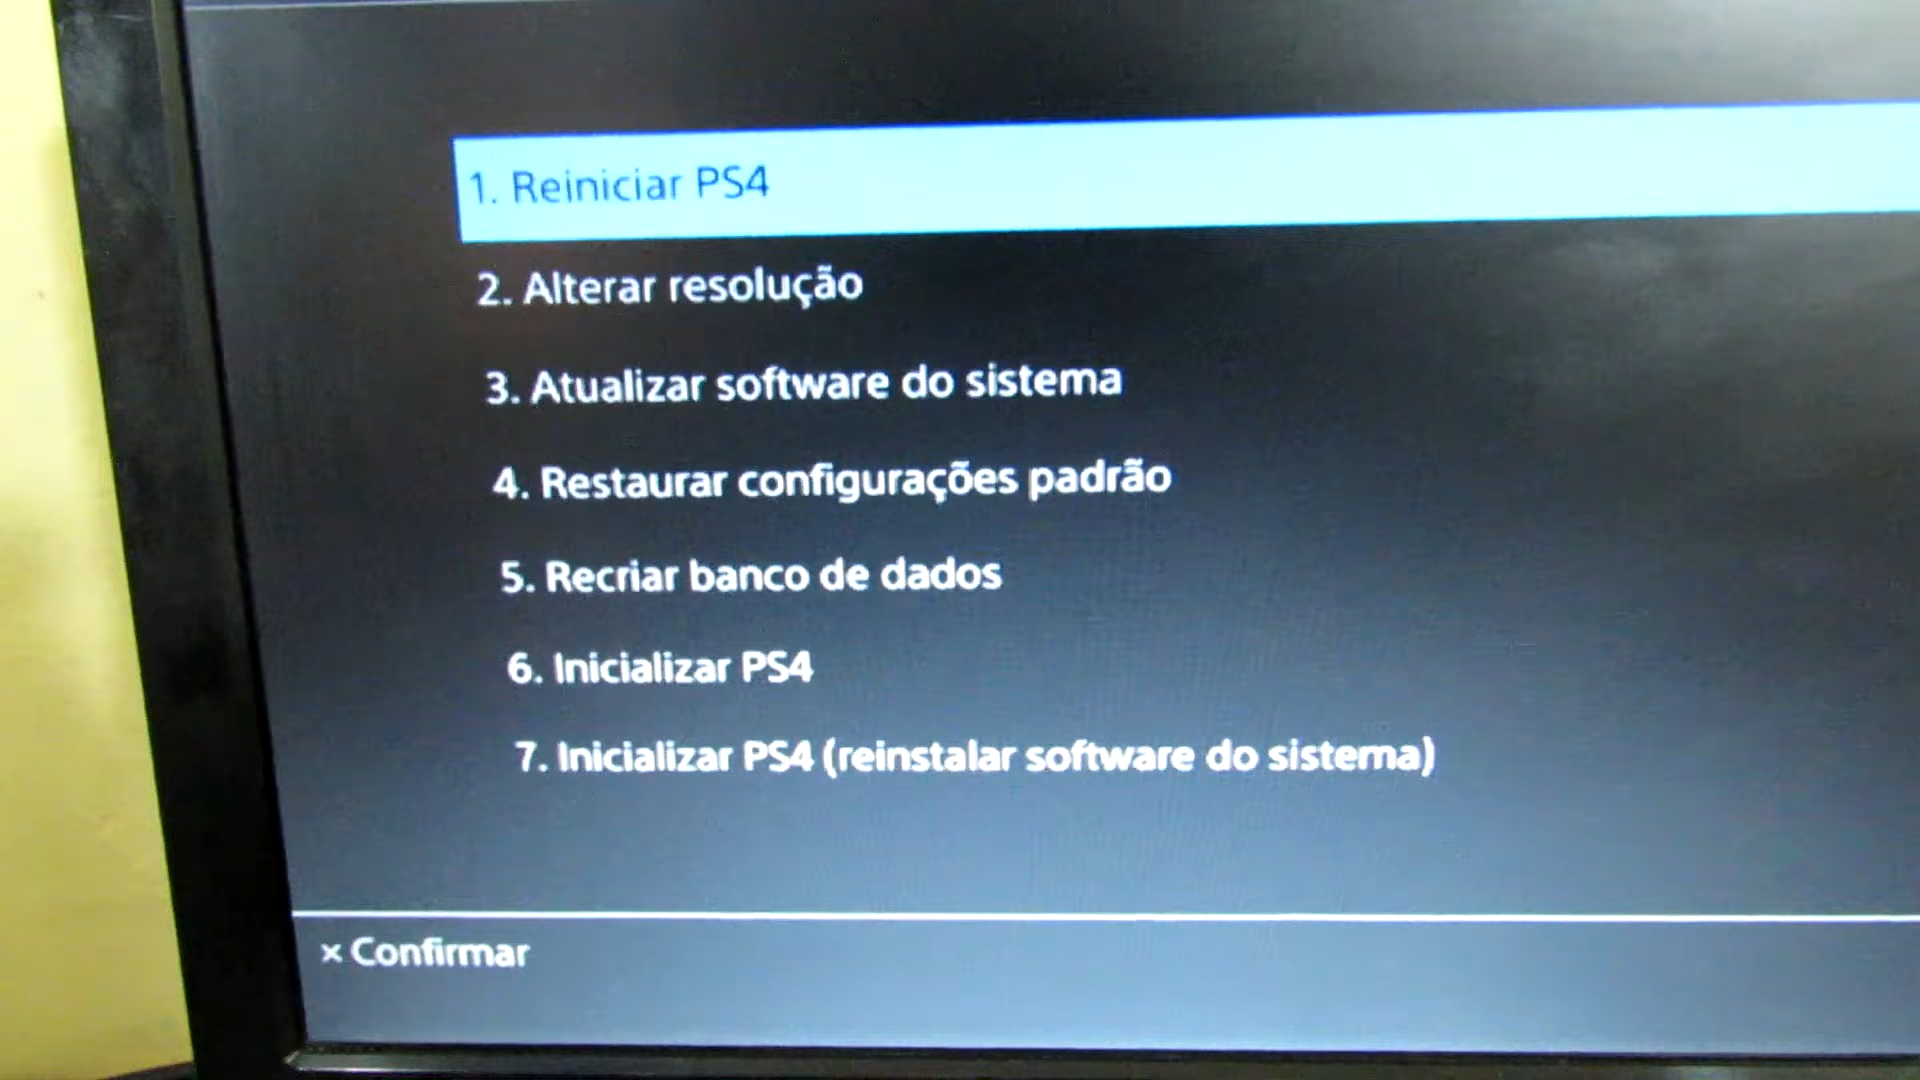 1. Reiniciar PS4
2. Alterar resolução
3. Atualizar software do sistema
4. Restaurar configurações padrão
5. Recriar banco de dados
6. Inicializar PS4
7. Inicializar PS4 (reinstalar software do sistema)
× Confirmar